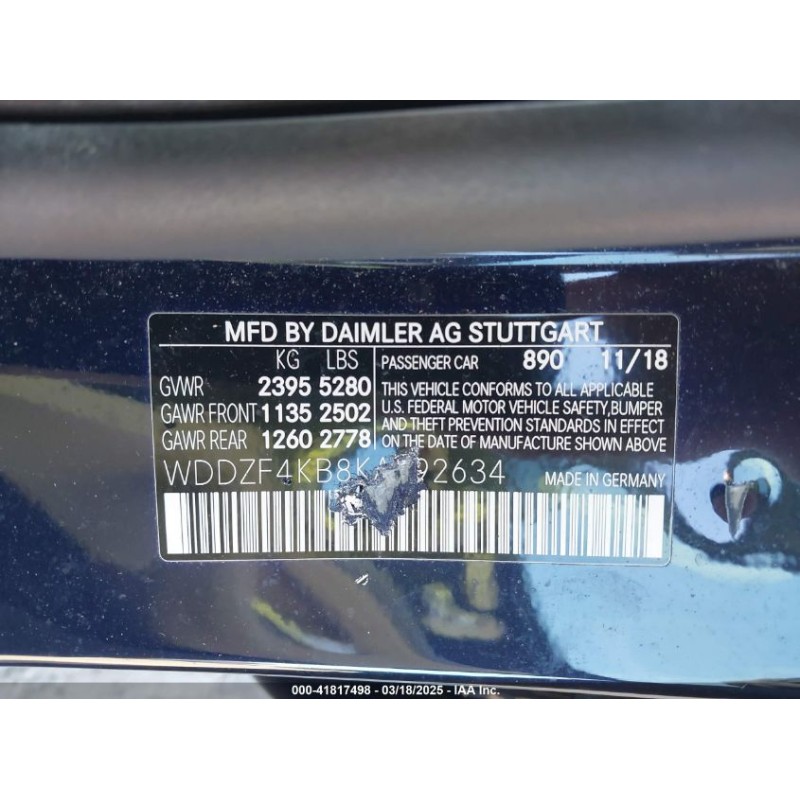 MFD BY DAIMLER AG STUTTGART
KG LBS
GVWR 2395 5280
GAWR FRONT 1135 2502
GAWR REAR 1260 2778
PASSENGER CAR 890 11/18
THIS VEHICLE CONFORMS TO ALL APPLICABLE
U.S. FEDERAL MOTOR VEHICLE SAFETY,BUMPER
AND THEFT PREVENTION STANDARDS IN EFFECT
ON THE DATE OF MANUFACTURE SHOWN ABOVE
MADE IN GERMANY
000-41817498 - 03/18/2025 - IAA Inc.